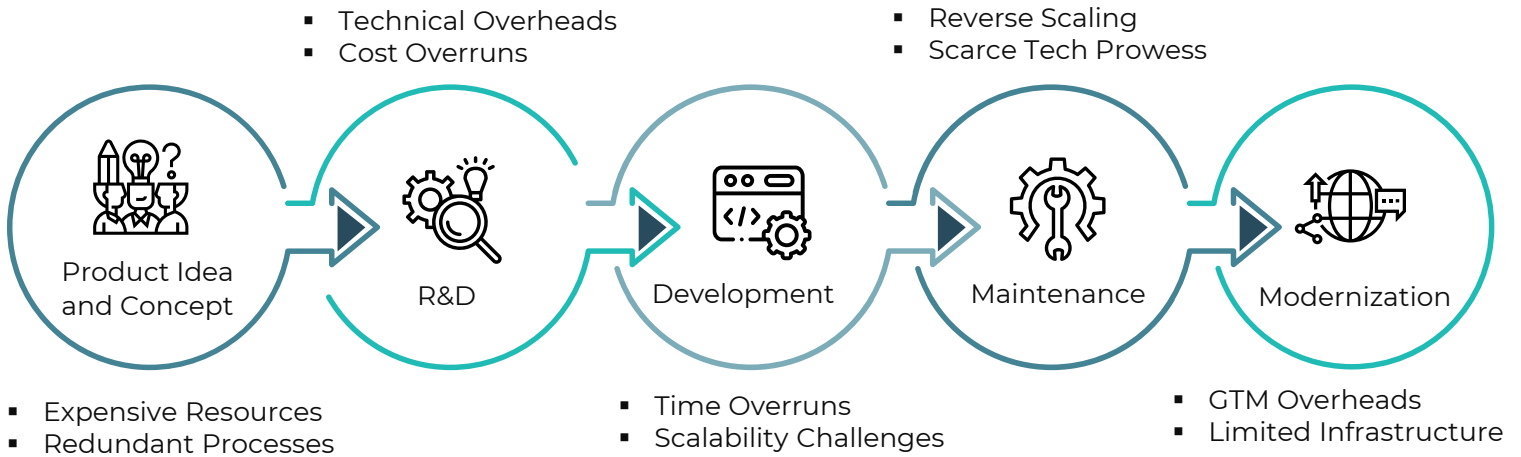 ▪ Technical Overheads
▪ Cost Overruns
▪ Reverse Scaling
▪ Scarce Tech Prowess
Product Idea
and Concept
R&D
</>
Development
Maintenance
Modernization
▪ Expensive Resources
▪ Redundant Processes
▪ Time Overruns
▪ Scalability Challenges
▪ GTM Overheads
▪ Limited Infrastructure